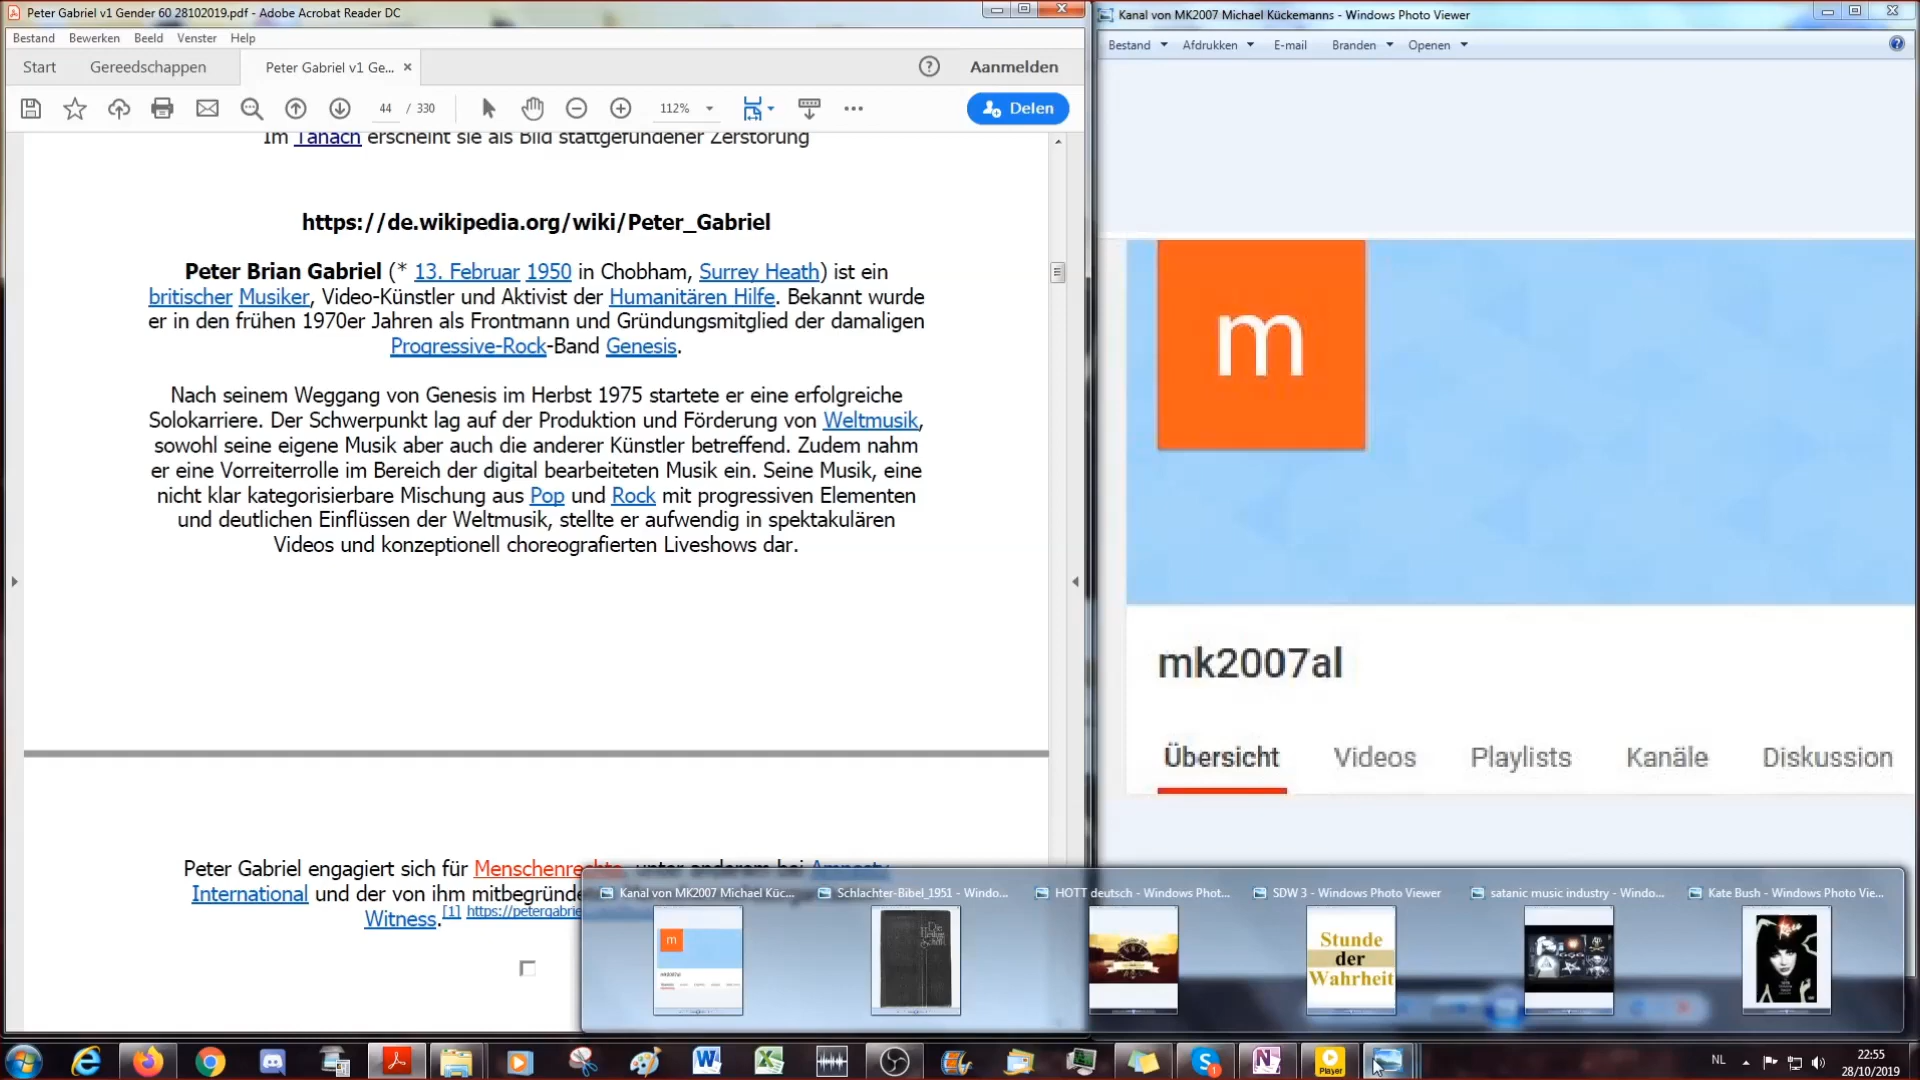 Peter Gabriel v1 Gender 60 28102019.pdf - Adobe Acrobat Reader DC
Bestand Bewerken Beeld Venster Help
Start Gereedschappen Peter Gabriel v1 Ge... × Aanmelden
44 / 330 112% Delen
Im Tanach erscheint sie als Bild stattgefundener Zerstörung
https://de.wikipedia.org/wiki/Peter_Gabriel
Peter Brian Gabriel (* 13. Februar 1950 in Chobham, Surrey Heath) ist ein
britischer Musiker, Video-Künstler und Aktivist der Humanitären Hilfe. Bekannt wurde
er in den frühen 1970er Jahren als Frontmann und Gründungsmitglied der damaligen
Progressive-Rock-Band Genesis.
Nach seinem Weggang von Genesis im Herbst 1975 startete er eine erfolgreiche
Solokarriere. Der Schwerpunkt lag auf der Produktion und Förderung von Weltmusik,
sowohl seine eigene Musik aber auch die anderer Künstler betreffend. Zudem nahm
er eine Vorreiterrolle im Bereich der digital bearbeiteten Musik ein. Seine Musik, eine
nicht klar kategorisierbare Mischung aus Pop und Rock mit progressiven Elementen
und deutlichen Einflüssen der Weltmusik, stellte er aufwendig in spektakulären
Videos und konzeptionell choreografierten Liveshows dar.
Peter Gabriel engagiert sich für Menschenrechte, unter anderem bei Amnesty
International und der von ihm mitbegründe
Witness.[1] https://petergabrie
Kanal von MK2007 Michael Kückemanns - Windows Photo Viewer
Bestand Afdrukken E-mail Branden Openen
m
mk2007al
Übersicht Videos Playlists Kanäle Diskussion
Kanal von MK2007 Michael Küc... Schlachter-Bibel 1951 - Windo... HOTT deutsch - Windows Phot... SDW 3 - Windows Photo Viewer satanic music industry - Windo... Kate Bush - Windows Photo Vie...
m
Stunde
der
Wahrheit
Player
NL
22:55
28/10/2019